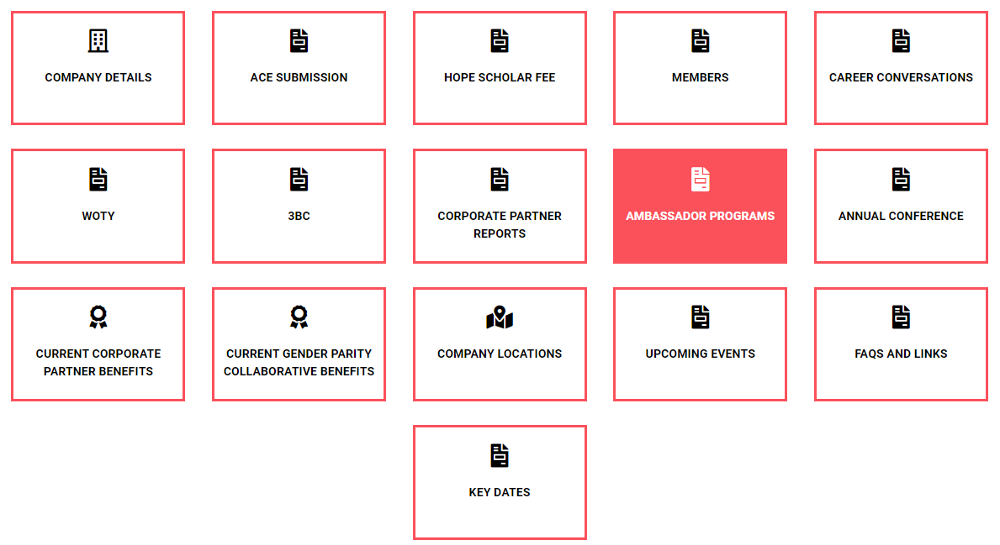 COMPANY DETAILS
ACE SUBMISSION
HOPE SCHOLAR FEE
MEMBERS
CAREER CONVERSATIONS
WOTY
3BC
CORPORATE PARTNER
REPORTS
AMBASSADOR PROGRAMS
ANNUAL CONFERENCE
CURRENT CORPORATE
PARTNER BENEFITS
CURRENT GENDER PARITY
COLLABORATIVE BENEFITS
COMPANY LOCATIONS
UPCOMING EVENTS
FAQS AND LINKS
KEY DATES